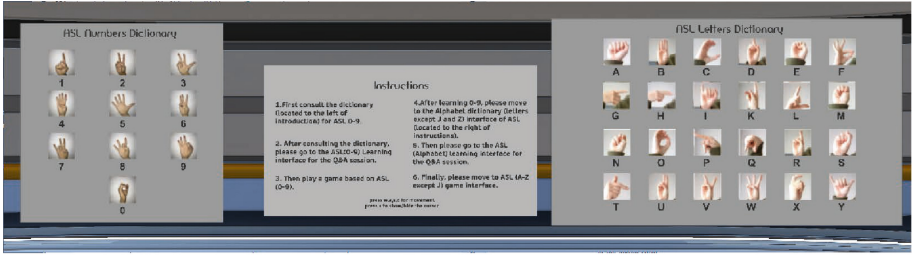 ASL Numbers Dictionary
1 2 3
4 5 6
7 8 9
0
Instructions
1.First consult the dictionary
(located to the left of
introduction) for ASL 0-9.
2. After consulting the dictionary,
please go to the ASL(0-9) Learning
interface for the Q&A session.
3. Then play a game based on ASL
(0-9).
4.After learning 0-9, please move
to the Alphabet dictionary (letters
except J and Z) interface of ASL
(located to the right of
instructions).
5. Then please go to the ASL
(Alphabet) learning interface for
the Q&A session.
6. Finally, please move to ASL (A-Z
except J) game interface.
press W,A,S,D for movement
ASL Letters Dictionary
A B C D E F
G H I K L M
N O P Q R S
T U V W X Y